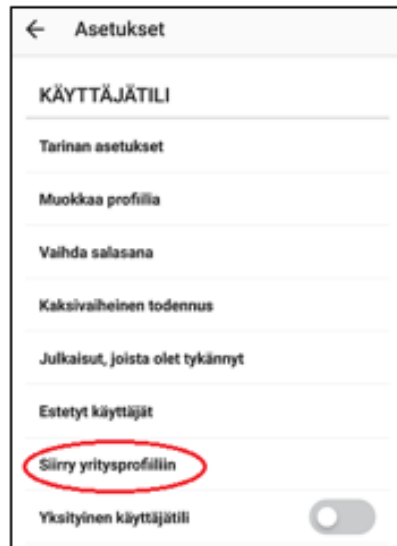 Asetukset
KÄYTTÄJÄTILI
Tarinan asetukset
Muokkaa profiilia
Vaihda salasana
Kaksivaiheinen todennus
Julkaisut, joista olet tykännyt
Estetyt käyttäjät
Siirry yritysprofiiliin
Yksityinen käyttäjätili